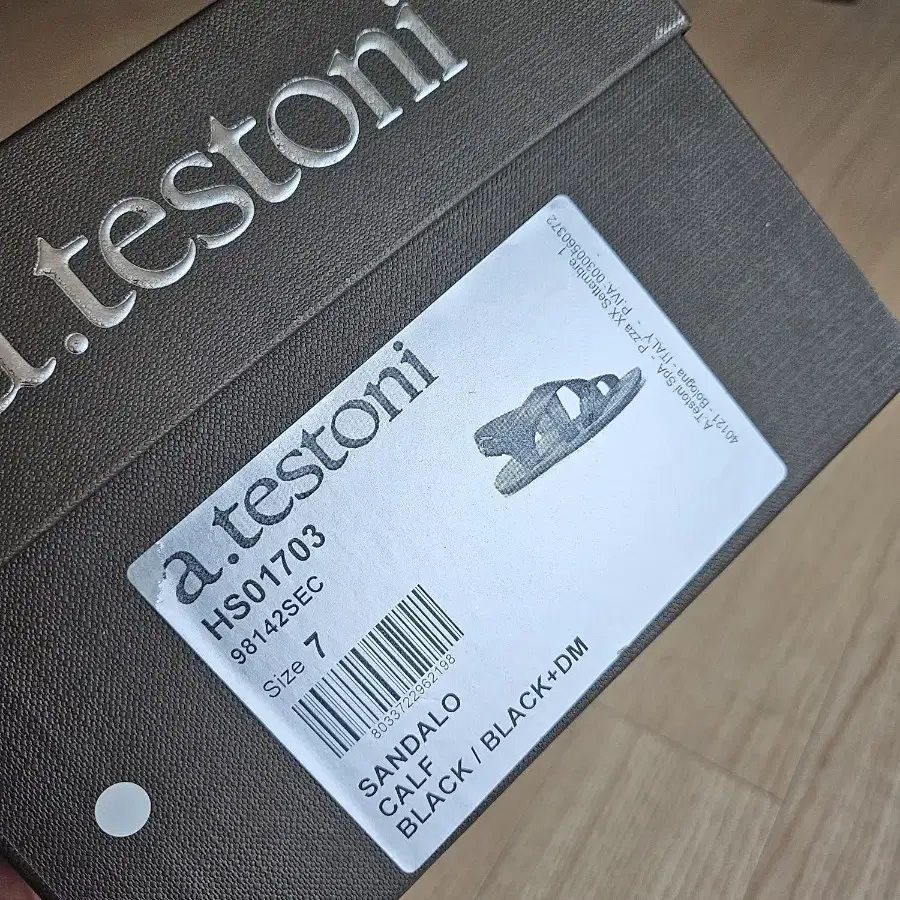 a.testoni
a.testoni
HS01703
98142SEC
Size 7
8033722962198
SANDALO
CALF
BLACK / BLACK+DM
A.Testoni SpA - P.zza XX Settembre, 1
40121 - Bologna - ITALY - P.IVA: 00300560372